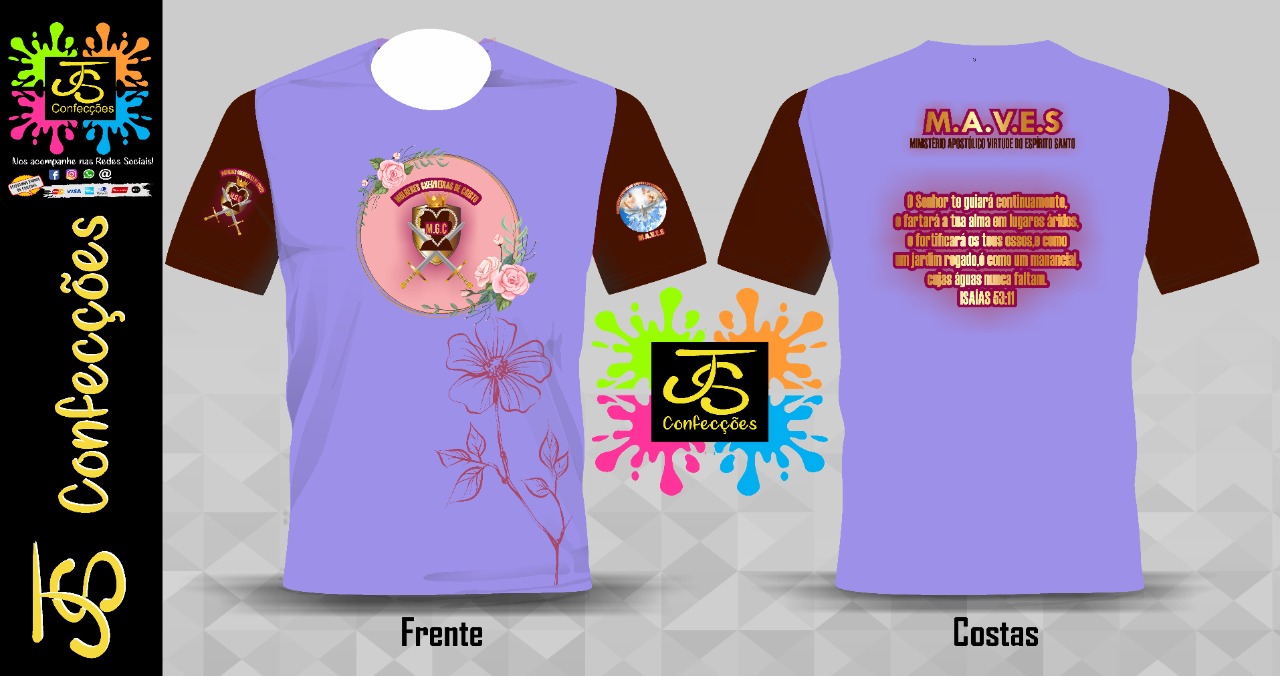 JS
Confecções
Nos acompanhe nas Redes Sociais!
VISA
JS Confecções
MULHERES GUERREIRAS DE CRISTO
M.G.C
M.A.V.E.S
JS
Confecções
Frente
M.A.V.E.S
MINISTÉRIO APOSTÓLICO VIRTUDE DO ESPÍRITO SANTO
O Senhor te guiará continuamente,
e fartará a tua alma em lugares áridos,
e fortificará os teus ossos,e como
um jardim regado,é como um manancial,
cujas águas nunca faltam.
ISAÍAS 53:11
Costas